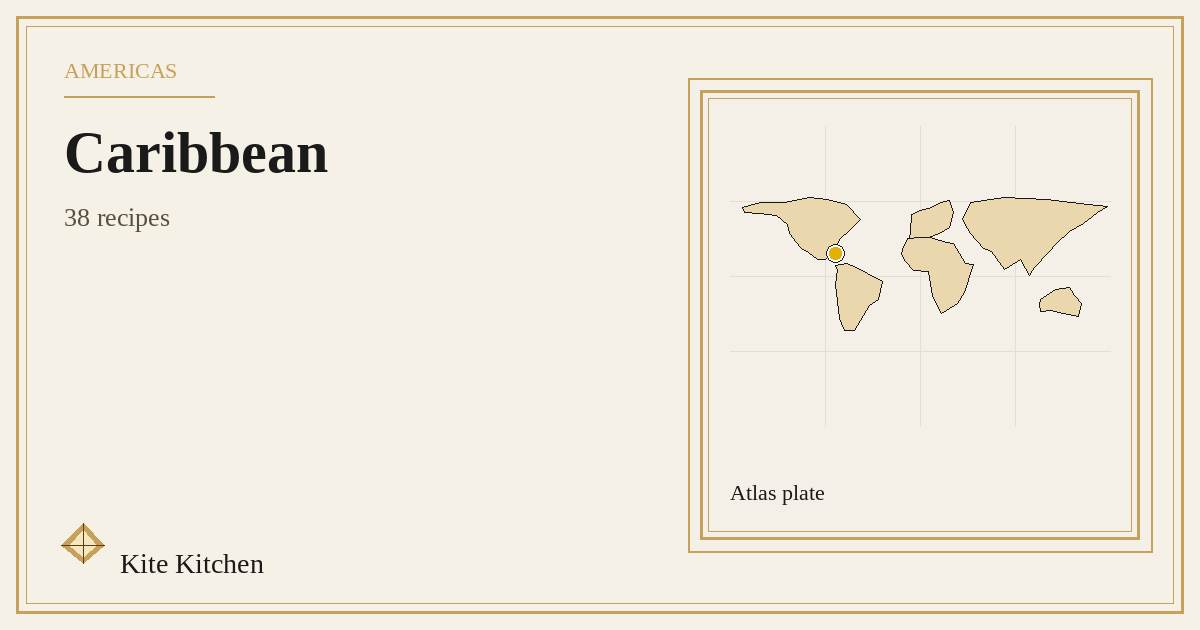 AMERICAS
Caribbean
38 recipes
Atlas plate
Kite Kitchen